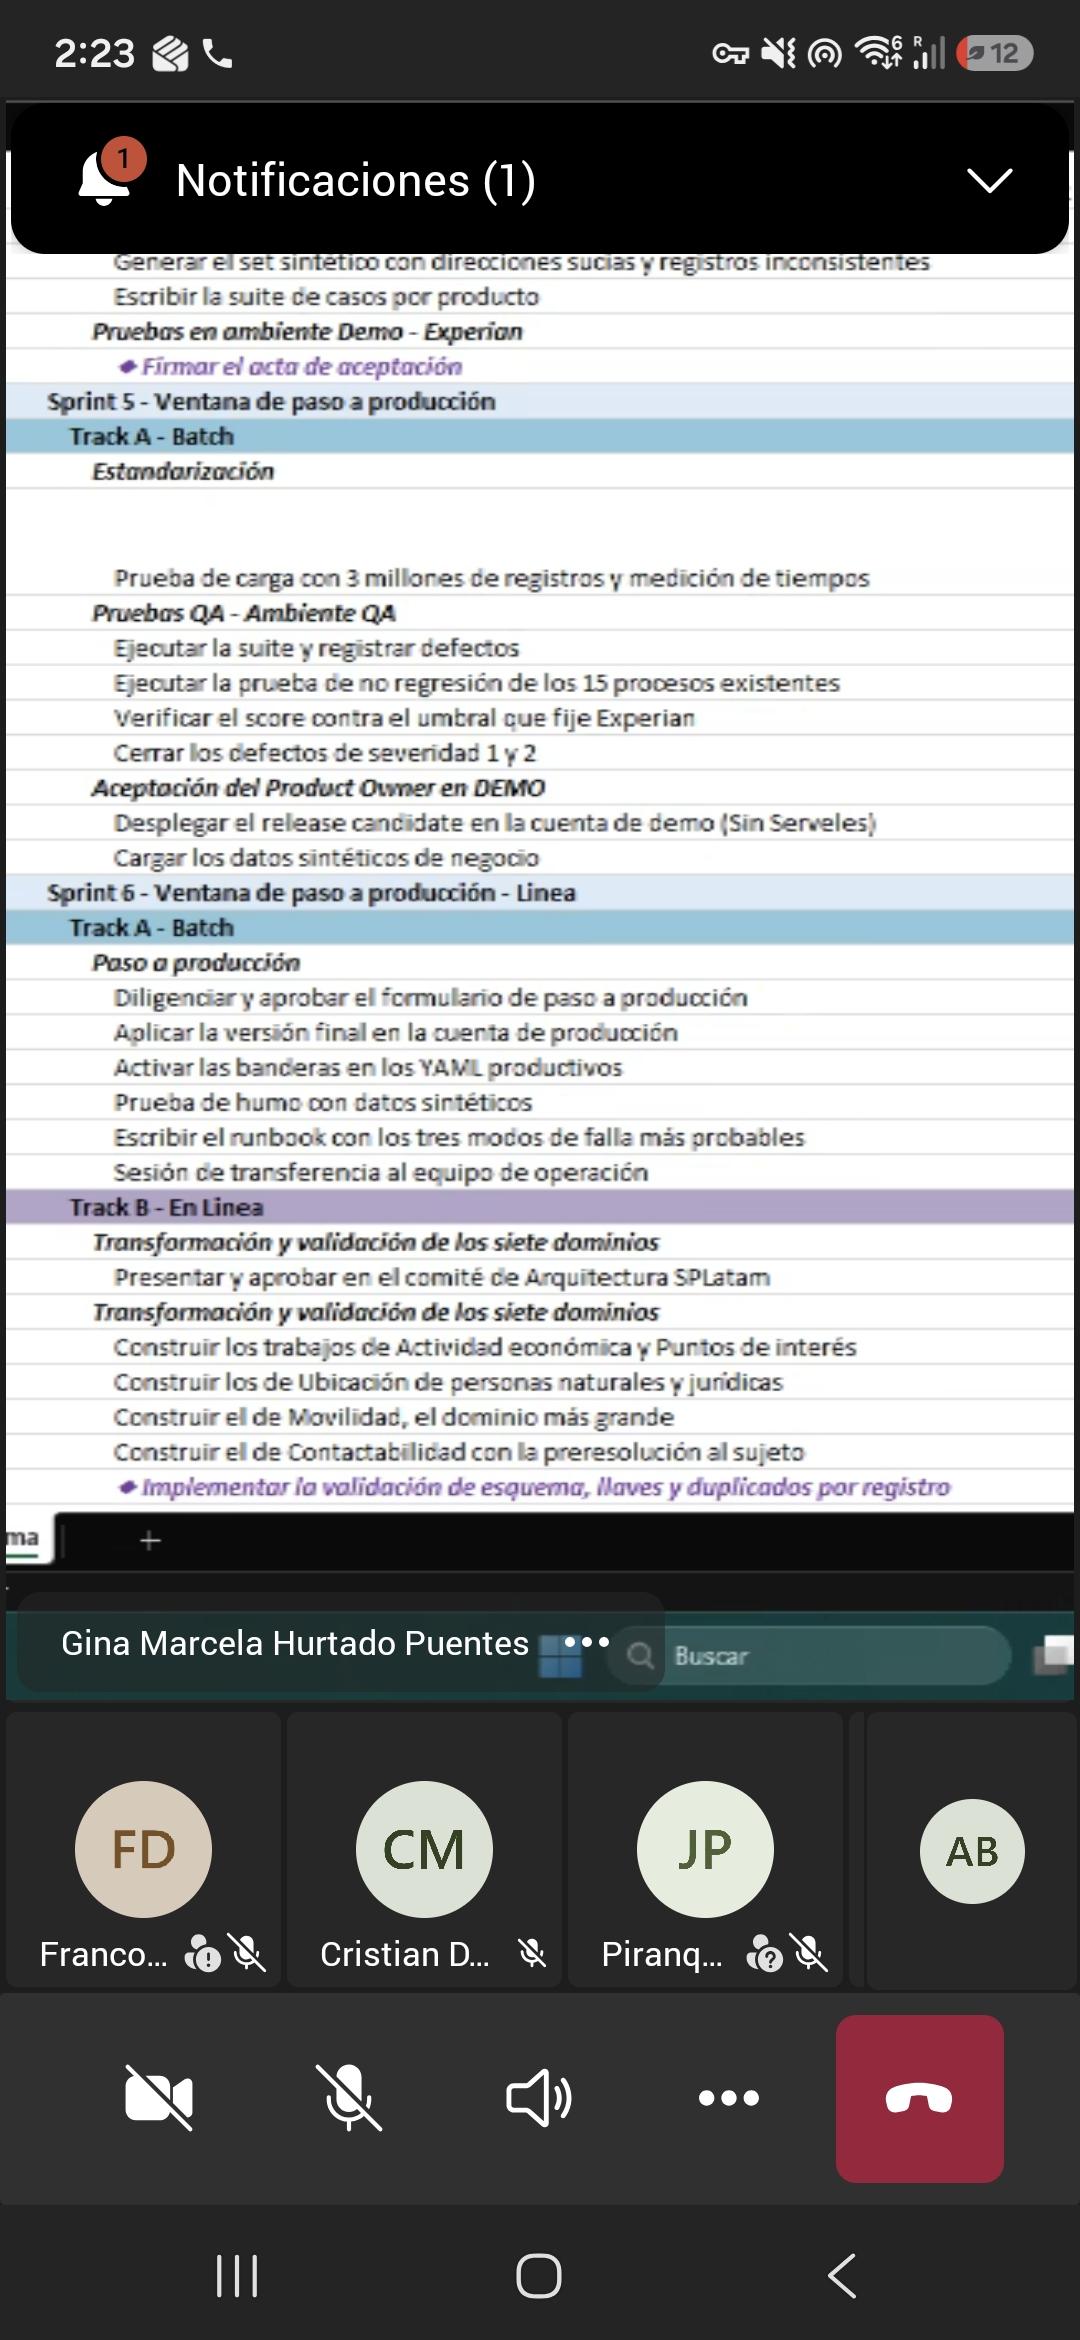 2:23
6
R
12
1
Notificaciones (1)
Generar el set sintético con direcciones sucias y registros inconsistentes
Escribir la suite de casos por producto
Pruebas en ambiente Demo - Experian
Firmar el acta de aceptación
Sprint 5 - Ventana de paso a producción
Track A - Batch
Estandarización
Prueba de carga con 3 millones de registros y medición de tiempos
Pruebas QA - Ambiente QA
Ejecutar la suite y registrar defectos
Ejecutar la prueba de no regresión de los 15 procesos existentes
Verificar el score contra el umbral que fije Experian
Cerrar los defectos de severidad 1 y 2
Aceptación del Product Owner en DEMO
Desplegar el release candidate en la cuenta de demo (Sin Serveles)
Cargar los datos sintéticos de negocio
Sprint 6 - Ventana de paso a producción - Linea
Track A - Batch
Paso a producción
Diligenciar y aprobar el formulario de paso a producción
Aplicar la versión final en la cuenta de producción
Activar las banderas en los YAML productivos
Prueba de humo con datos sintéticos
Escribir el runbook con los tres modos de falla más probables
Sesión de transferencia al equipo de operación
Track B - En Linea
Transformación y validación de los siete dominios
Presentar y aprobar en el comité de Arquitectura SPLatam
Transformación y validación de los siete dominios
Construir los trabajos de Actividad económica y Puntos de interés
Construir los de Ubicación de personas naturales y jurídicas
Construir el de Movilidad, el dominio más grande
Construir el de Contactabilidad con la preresolución al sujeto
Implementar la validación de esquema, llaves y duplicados por registro
ma
Gina Marcela Hurtado Puentes
Buscar
FD
CM
JP
AB
Franco...
Cristian D...
Piranq...